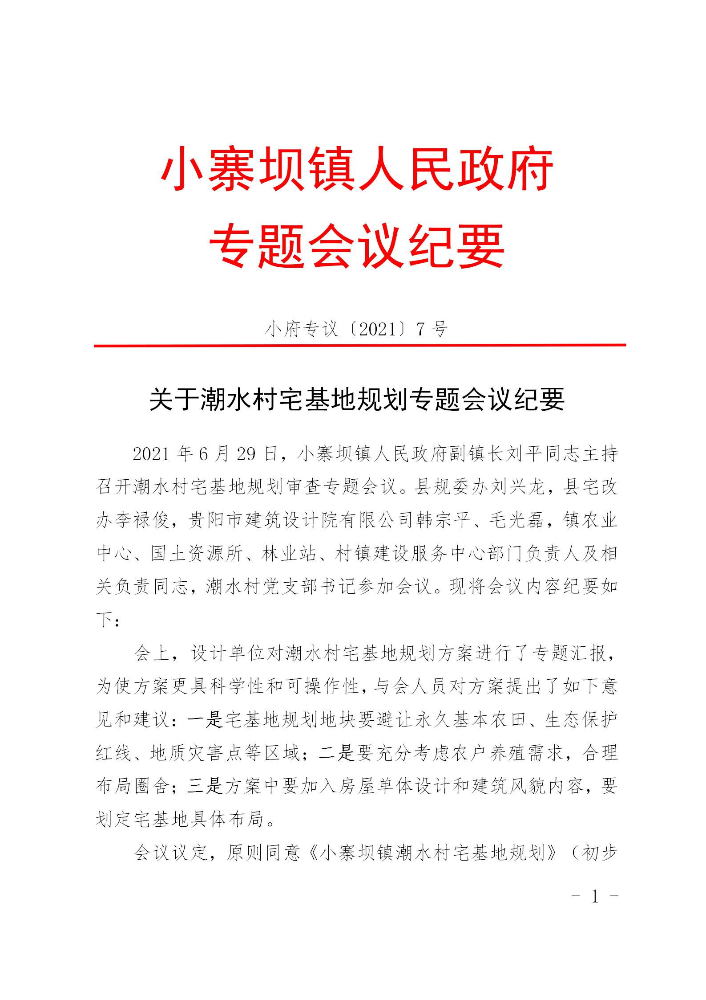 小寨坝镇人民政府
专题会议纪要
小府专议〔2021〕7 号
关于潮水村宅基地规划专题会议纪要
2021 年 6 月 29 日，小寨坝镇人民政府副镇长刘平同志主持
召开潮水村宅基地规划审查专题会议。县规委办刘兴龙，县宅改
办李禄俊，贵阳市建筑设计院有限公司韩宗平、毛光磊，镇农业
中心、国土资源所、林业站、村镇建设服务中心部门负责人及相
关负责同志，潮水村党支部书记参加会议。现将会议内容纪要如
下：
会上，设计单位对潮水村宅基地规划方案进行了专题汇报，
为使方案更具科学性和可操作性，与会人员对方案提出了如下意
见和建议：一是宅基地规划地块要避让永久基本农田、生态保护
红线、地质灾害点等区域；二是要充分考虑农户养殖需求，合理
布局圈舍；三是方案中要加入房屋单体设计和建筑风貌内容，要
划定宅基地具体布局。
会议议定，原则同意《小寨坝镇潮水村宅基地规划》（初步
- 1 -